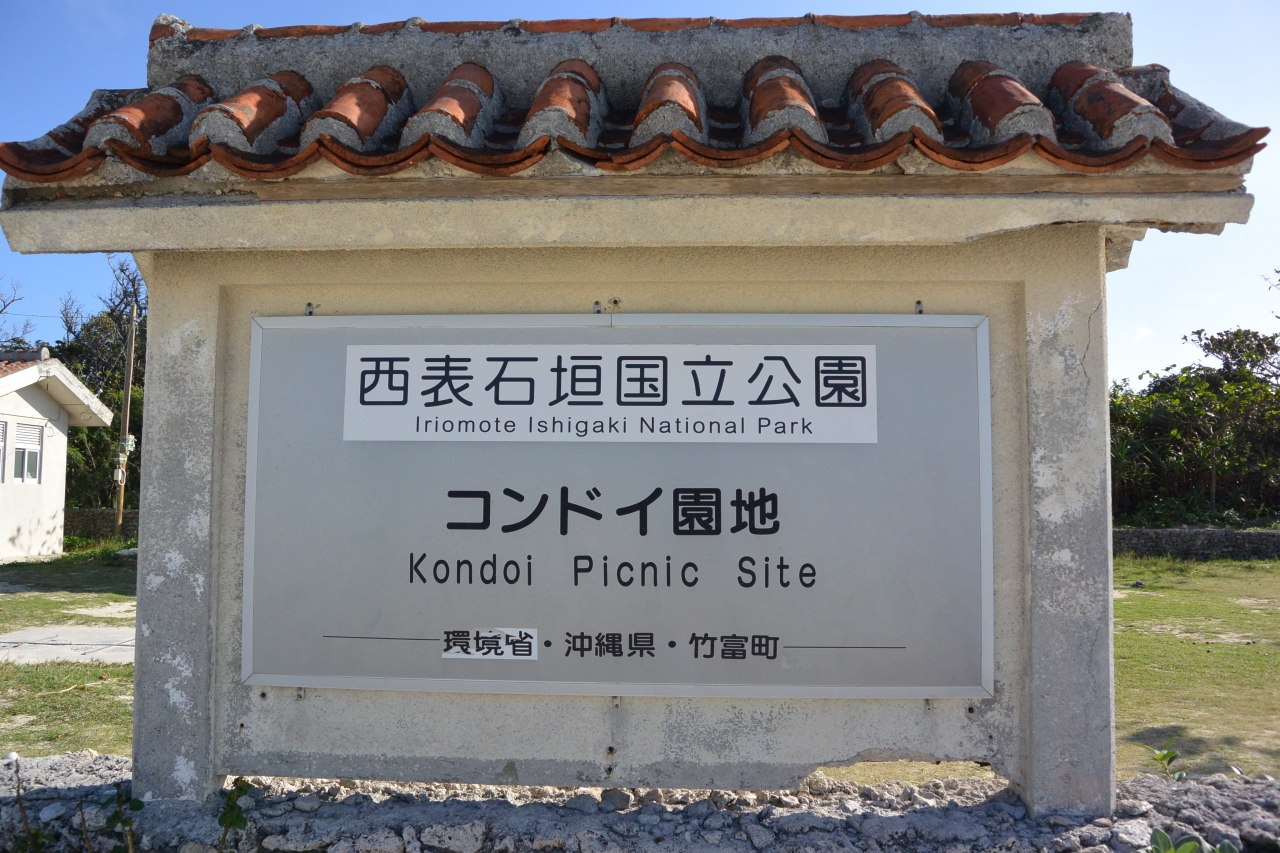 西表石垣国立公園
Iriomote Ishigaki National Park
コンドイ園地
Kondoi Picnic Site
環境省・沖縄県・竹富町